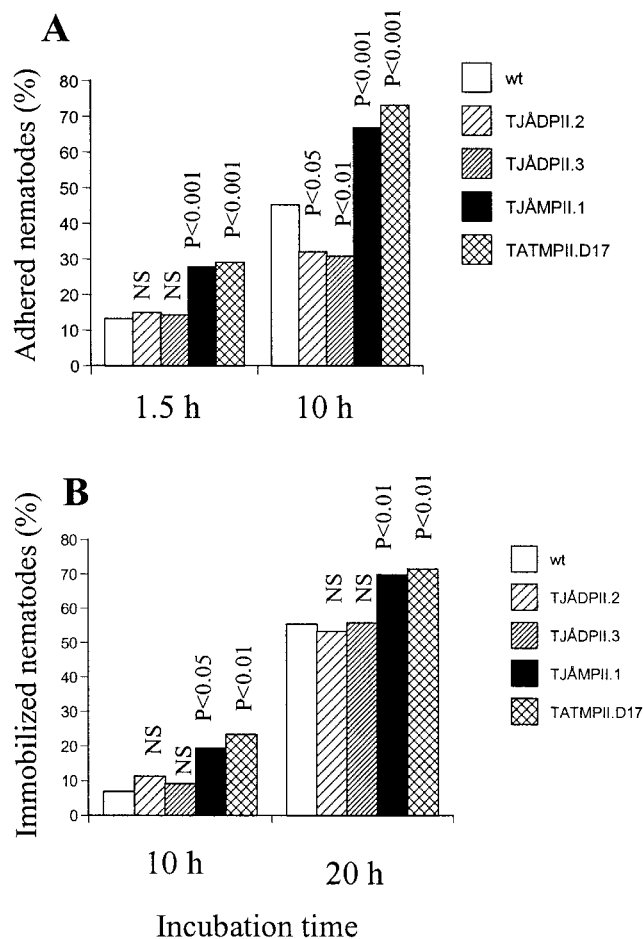 A
Adhered nematodes (%)
80
70
60
50
40
30
20
10
0
NS
NS
P<0.001
P<0.001
P<0.05
P<0.01
P<0.001
P<0.001
1.5 h
10 h
wt
TJÅDPII.2
TJÅDPII.3
TJÅMPII.1
TATMPII.D17
B
Immobilized nematodes (%)
80
70
60
50
40
30
20
10
0
NS
NS
P<0.05
P<0.01
NS
NS
P<0.01
P<0.01
10 h
20 h
wt
TJÅDPII.2
TJÅDPII.3
TJÅMPII.1
TATMPII.D17
Incubation time